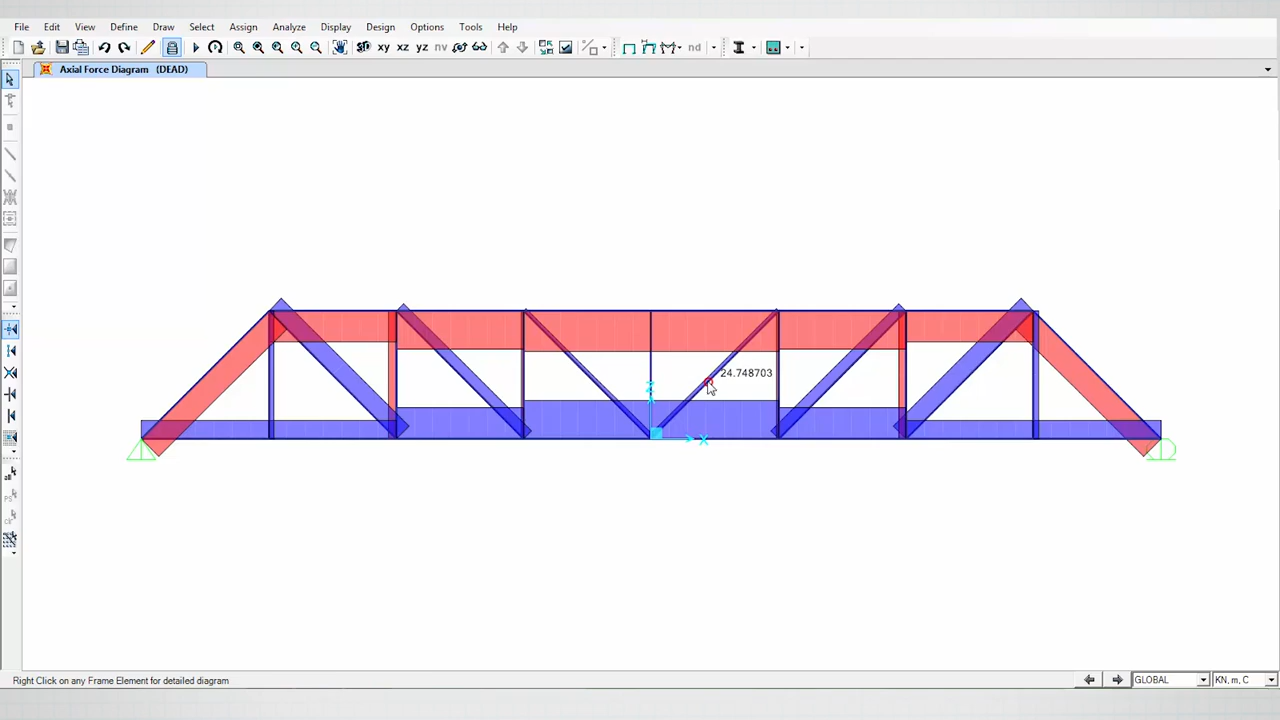 File Edit View Define Draw Select Assign Analyze Display Design Options Tools Help
3D xy xz yz nv nd
Axial Force Diagram (DEAD)
24.748703
X
Right Click on any Frame Element for detailed diagram
GLOBAL
KN, m, C